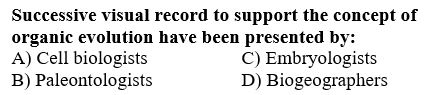 Successive visual record to support the concept of
organic evolution have been presented by:
A) Cell biologists C) Embryologists
B) Paleontologists D) Biogeographers